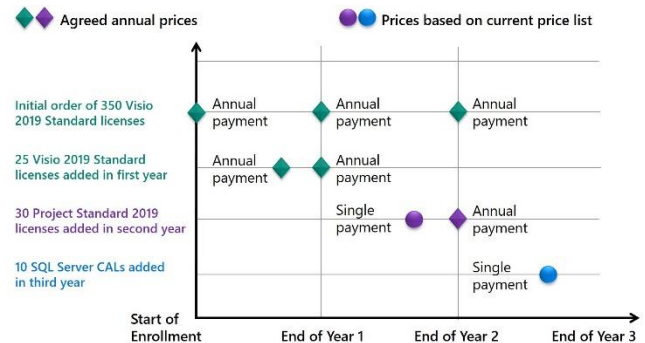 Agreed annual prices
Prices based on current price list
Initial order of 350 Visio
2019 Standard licenses
Annual
payment
Annual
payment
Annual
payment
25 Visio 2019 Standard
licenses added in first year
Annual
payment
Annual
payment
30 Project Standard 2019
licenses added in second year
Single
payment
Annual
payment
10 SQL Server CALs added
in third year
Single
payment
Start of
Enrollment
End of Year 1
End of Year 2
End of Year 3